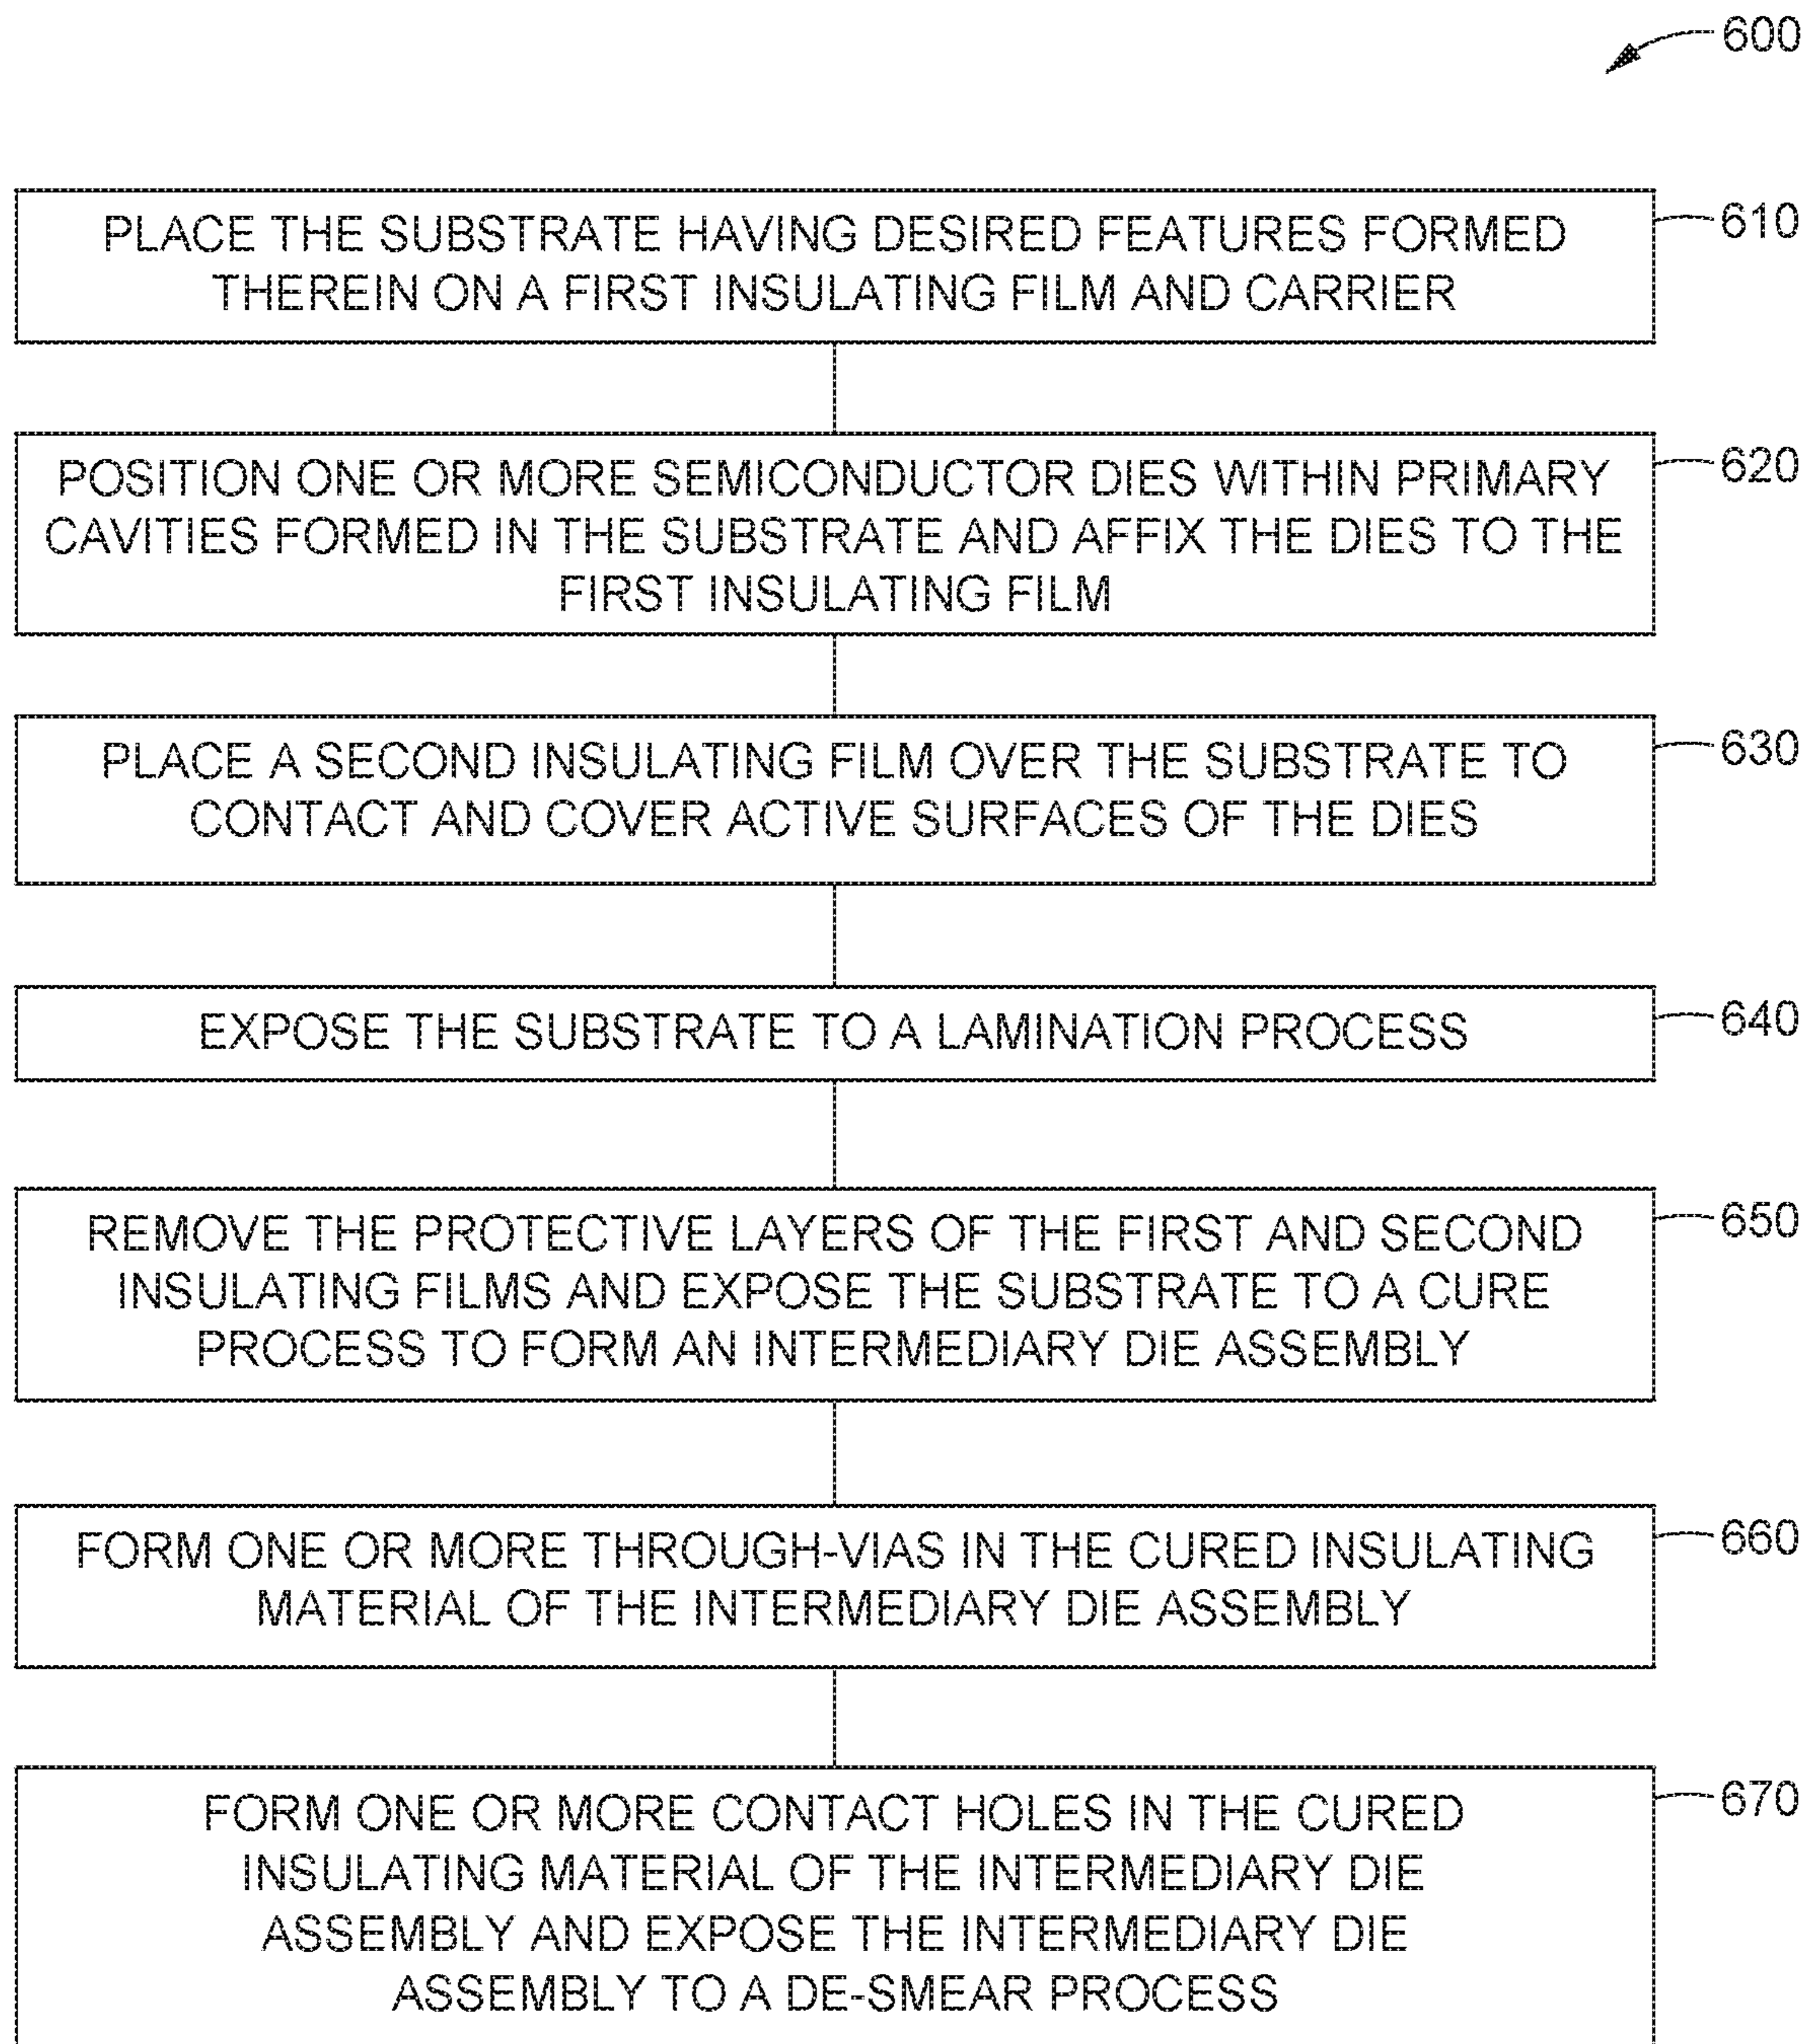 600
PLACE THE SUBSTRATE HAVING DESIRED FEATURES FORMED
THEREIN ON A FIRST INSULATING FILM AND CARRIER
610
POSITION ONE OR MORE SEMICONDUCTOR DIES WITHIN PRIMARY
CAVITIES FORMED IN THE SUBSTRATE AND AFFIX THE DIES TO THE
FIRST INSULATING FILM
620
PLACE A SECOND INSULATING FILM OVER THE SUBSTRATE TO
CONTACT AND COVER ACTIVE SURFACES OF THE DIES
630
EXPOSE THE SUBSTRATE TO A LAMINATION PROCESS
640
REMOVE THE PROTECTIVE LAYERS OF THE FIRST AND SECOND
INSULATING FILMS AND EXPOSE THE SUBSTRATE TO A CURE
PROCESS TO FORM AN INTERMEDIARY DIE ASSEMBLY
650
FORM ONE OR MORE THROUGH-VIAS IN THE CURED INSULATING
MATERIAL OF THE INTERMEDIARY DIE ASSEMBLY
660
FORM ONE OR MORE CONTACT HOLES IN THE CURED
INSULATING MATERIAL OF THE INTERMEDIARY DIE
ASSEMBLY AND EXPOSE THE INTERMEDIARY DIE
ASSEMBLY TO A DE-SMEAR PROCESS
670